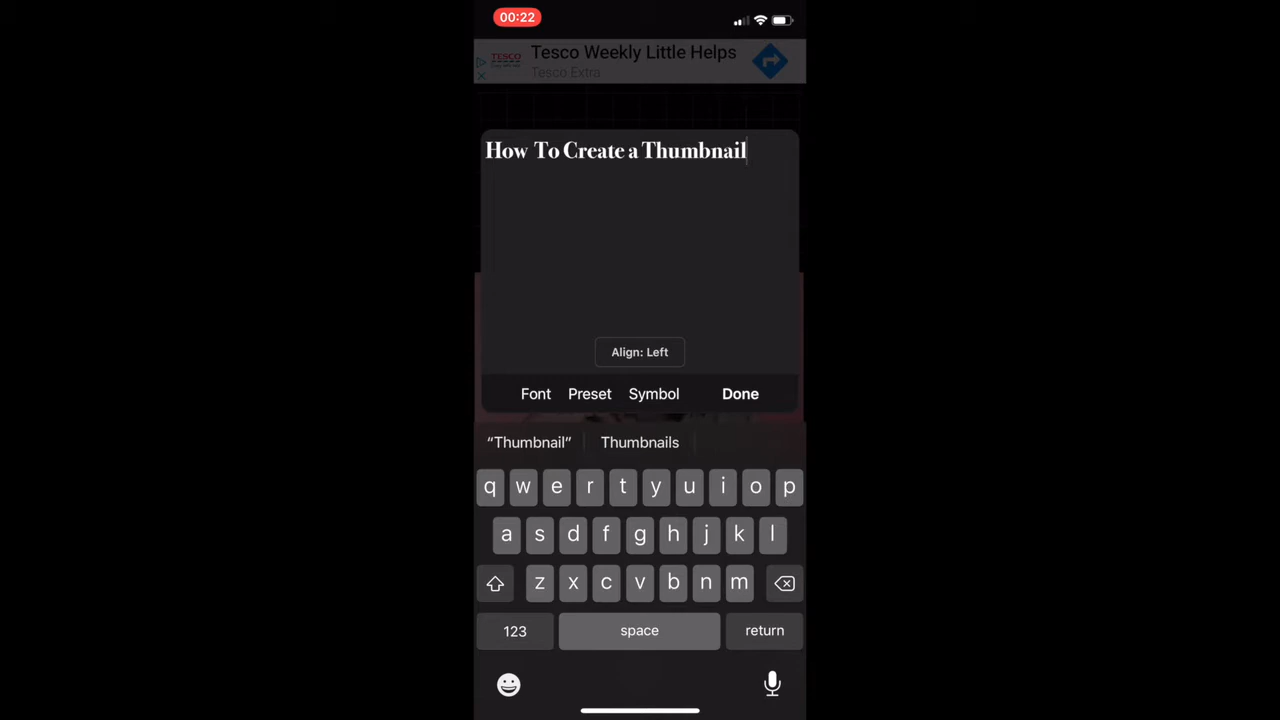 00:22
TESCO
Tesco Weekly Little Helps
Tesco Extra
How To Create a Thumbnail
Align: Left
Font Preset Symbol Done
“Thumbnail” Thumbnails
q w e r t y u i o p
a s d f g h j k l
z x c v b n m
123 space return